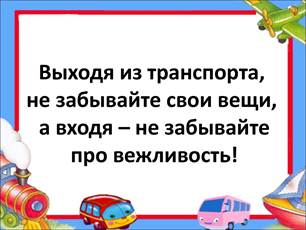 Выходя из транспорта,
не забывайте свои вещи,
а входя – не забывайте
про вежливость!